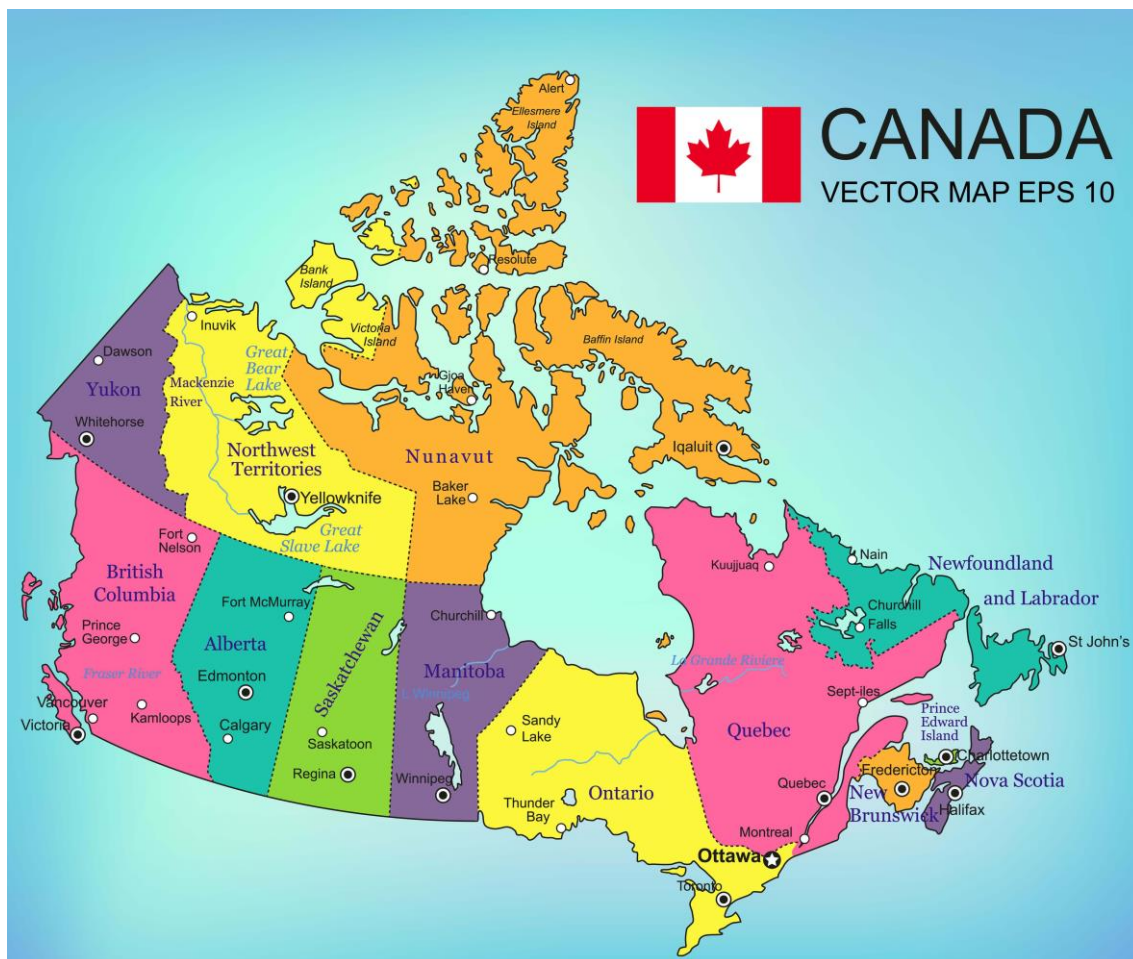 CANADA
VECTOR MAP EPS 10
Alert
Ellesmere
Island
Resolute
Bank
Island
Victoria
Island
Baffin Island
Inuvik
Great
Bear
Lake
Gjoa
Haven
Dawson
Yukon
Mackenzie
River
Whitehorse
Northwest
Territories
Nunavut
Iqaluit
Yellowknife
Baker
Lake
Great
Slave Lake
Fort
Nelson
British
Columbia
Fort McMurray
Churchill
Kuujjuaq
Nain
Newfoundland
and Labrador
Churchill
Falls
St John's
Prince
George
Alberta
Saskatchewan
Manitoba
Fraser River
Edmonton
L Winnipeg
La Grande Riviere
Sept-iles
Vancouver
Victoria
Kamloops
Calgary
Saskatoon
Regina
Winnipeg
Sandy
Lake
Quebec
Prince
Edward
Island
Charlottetown
Fredericton
Nova Scotia
New
Brunswick
Halifax
Ontario
Quebec
Thunder
Bay
Montreal
Ottawa
Toronto